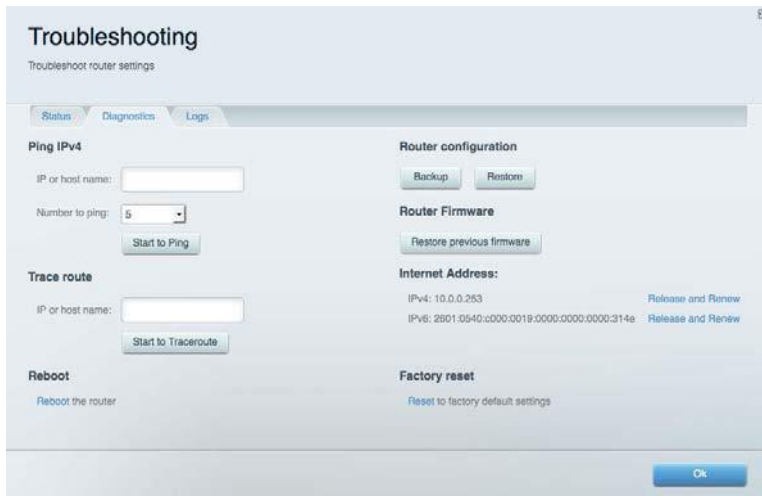 Troubleshooting
Troubleshoot router settings
Status
Diagnostics
Logs
Ping IPv4
IP or host name:
Number to ping: 5
Start to Ping
Trace route
IP or host name:
Start to Traceroute
Reboot
Reboot the router
Router configuration
Backup
Restore
Router Firmware
Restore previous firmware
Internet Address:
IPv4: 10.0.0.253 Release and Renew
IPv6: 2601:0540:c000:0019:0000:0000:0000:314e Release and Renew
Factory reset
Reset to factory default settings
Ok